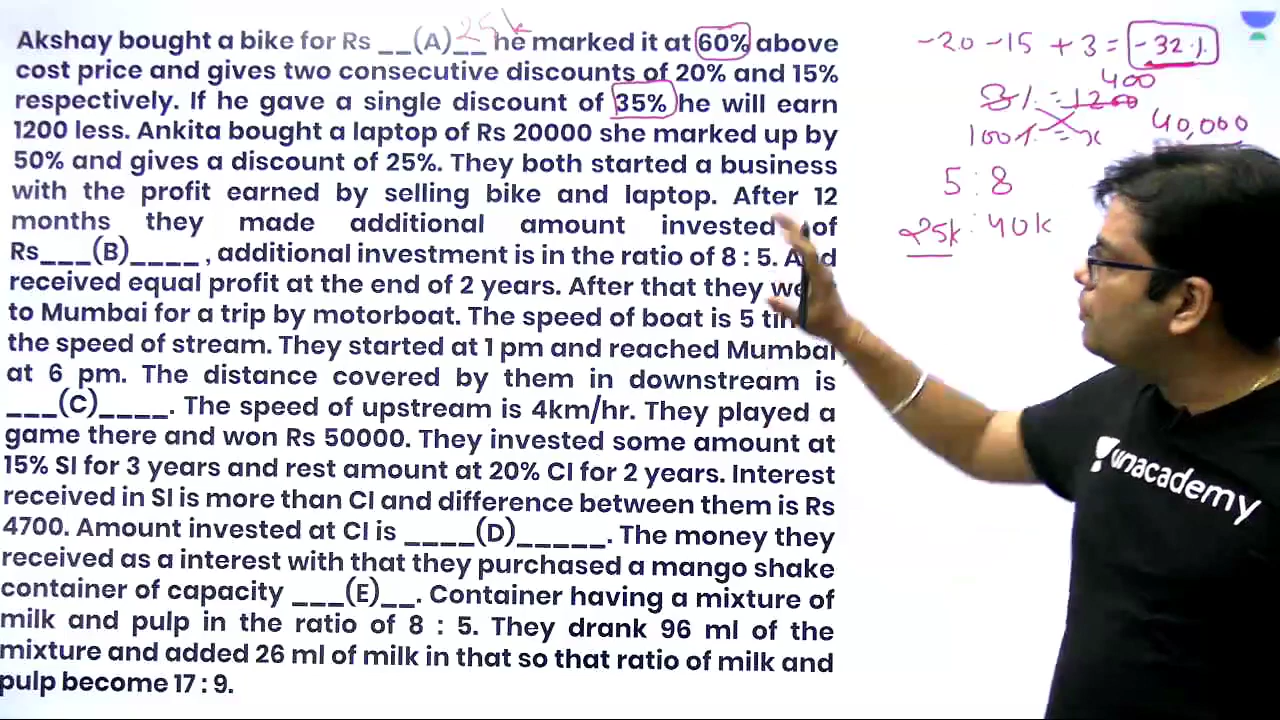 Akshay bought a bike for Rs __(A)__ he marked it at 60% above
25k
cost price and gives two consecutive discounts of 20% and 15%
respectively. If he gave a single discount of 35% he will earn
1200 less. Ankita bought a laptop of Rs 20000 she marked up by
50% and gives a discount of 25%. They both started a business
with the profit earned by selling bike and laptop. After 12
months they made additional amount invested of
Rs___(B)____, additional investment is in the ratio of 8 : 5. And
received equal profit at the end of 2 years. After that they
to Mumbai for a trip by motorboat. The speed of boat is 5
the speed of stream. They started at 1 pm and reached Mumbai
at 6 pm. The distance covered by them in downstream is
___(C)____. The speed of upstream is 4km/hr. They played a
game there and won Rs 50000. They invested some amount at
15% SI for 3 years and rest amount at 20% CI for 2 years. Interest
received in SI is more than CI and difference between them is Rs
4700. Amount invested at CI is ____(D)_____. The money they
received as a interest with that they purchased a mango shake
container of capacity ___(E)__. Container having a mixture of
milk and pulp in the ratio of 8 : 5. They drank 96 ml of the
mixture and added 26 ml of milk in that so that ratio of milk and
pulp become 17 : 9.
-20 -15 + 3 = -32%
400
3% = 1200
100% = x
40,000
5 : 8
25k : 40k
unacademy